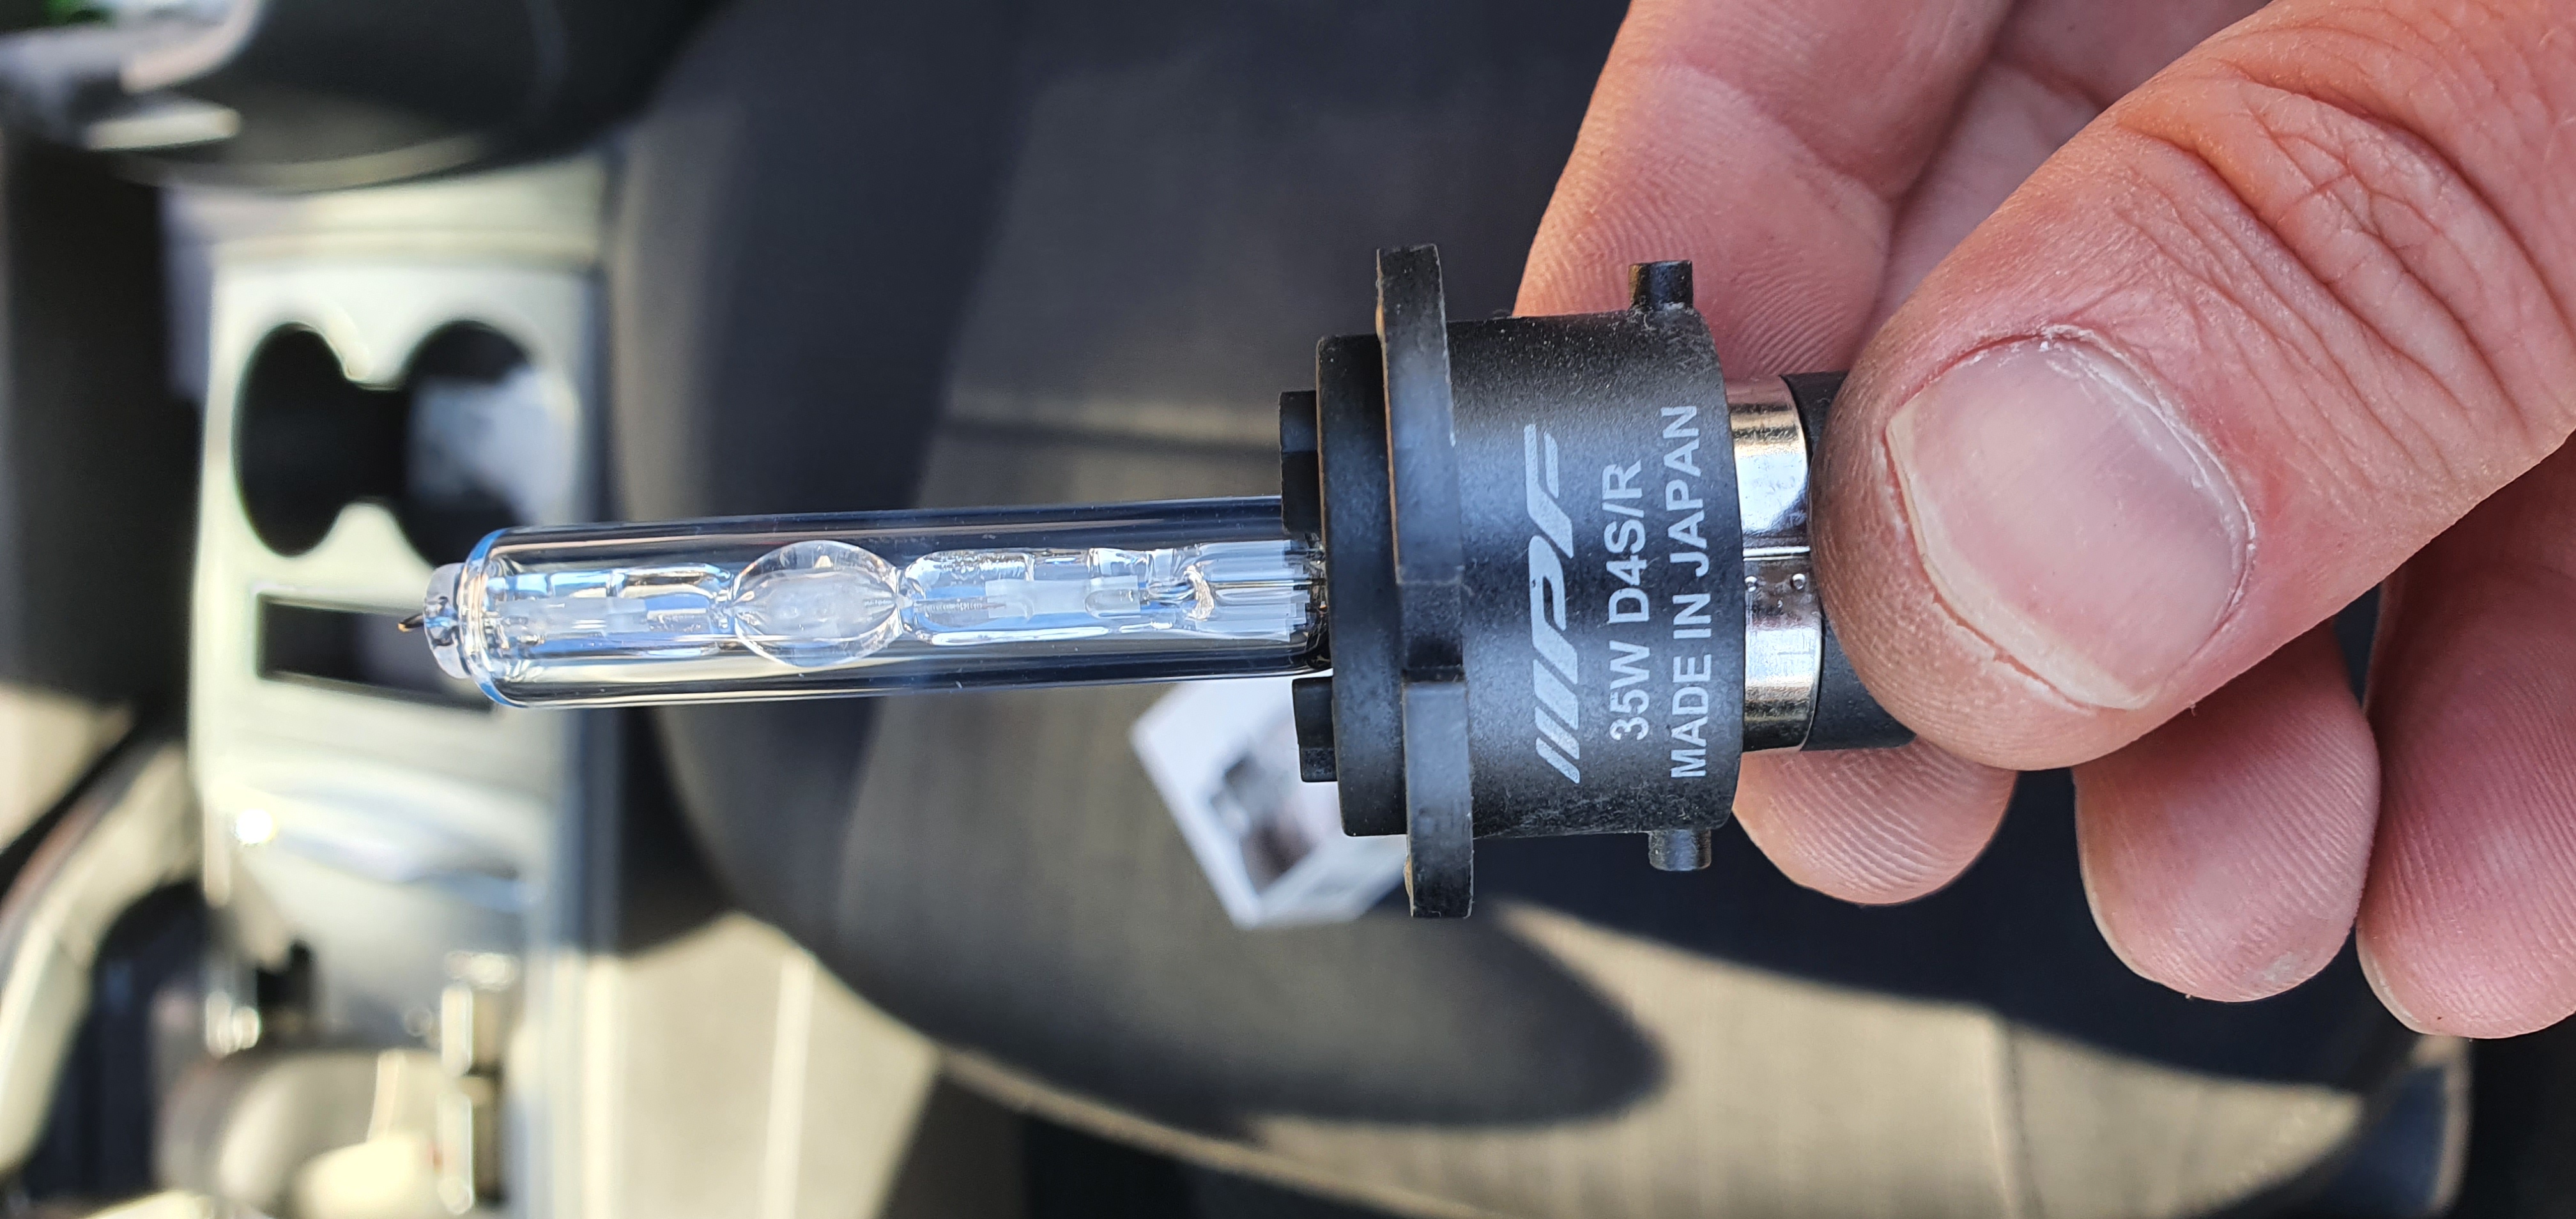 IPF
35W D4S/R
MADE IN JAPAN